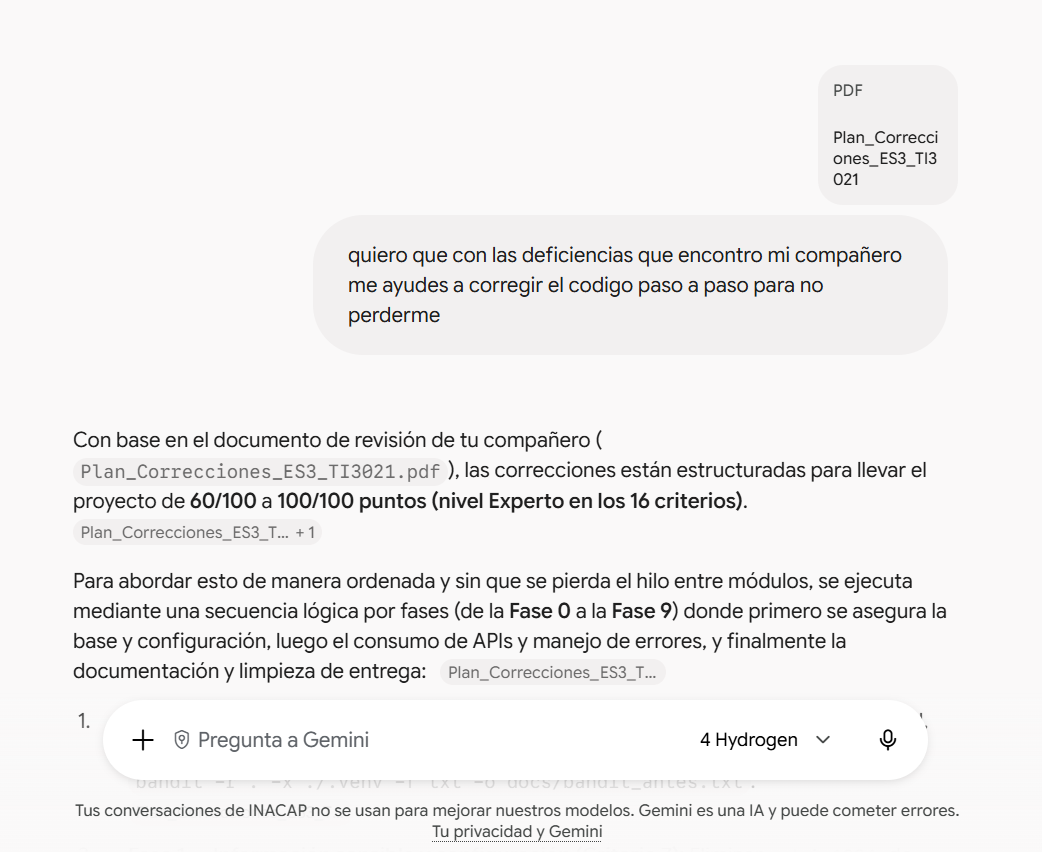 PDF
Plan_Correcci
ones_ES3_TI3
021
quiero que con las deficiencias que encontro mi compañero
me ayudes a corregir el codigo paso a paso para no
perderme
Con base en el documento de revisión de tu compañero (
Plan_Correcciones_ES3_TI3021.pdf ), las correcciones están estructuradas para llevar el
proyecto de 60/100 a 100/100 puntos (nivel Experto en los 16 criterios).
Plan_Correcciones_ES3_T... + 1
Para abordar esto de manera ordenada y sin que se pierda el hilo entre módulos, se ejecuta
mediante una secuencia lógica por fases (de la Fase 0 a la Fase 9) donde primero se asegura la
base y configuración, luego el consumo de APIs y manejo de errores, y finalmente la
documentación y limpieza de entrega: Plan_Correcciones_ES3_T...
1.
Pregunta a Gemini
4 Hydrogen
bandit -r . -x ./.venv -f txt -o docs/bandit_antes.txt .
Tus conversaciones de INACAP no se usan para mejorar nuestros modelos. Gemini es una IA y puede cometer errores.
Tu privacidad y Gemini